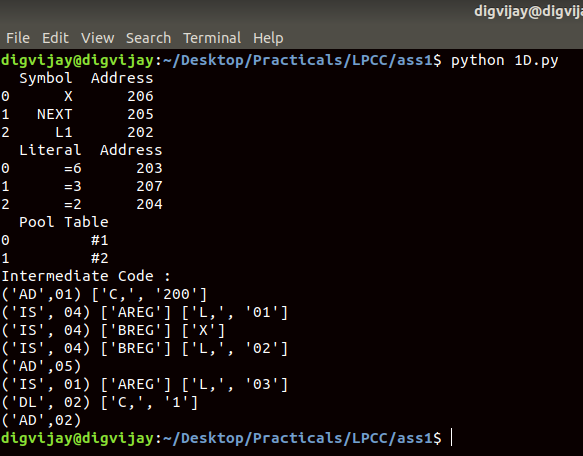 digvijay@digvij
File Edit View Search Terminal Help
digvijay@digvijay:~/Desktop/Practicals/LPCC/ass1$ python 1D.py
  Symbol  Address
0      X      206
1   NEXT      205
2     L1      202
  Literal  Address
0      =6      203
1      =3      207
2      =2      204
  Pool Table
0         #1
1         #2
Intermediate Code :
('AD',01) ['C,', '200']
('IS', 04) ['AREG'] ['L,', '01']
('IS', 04) ['BREG'] ['X']
('IS', 04) ['BREG'] ['L,', '02']
('AD',05)
('IS', 01) ['AREG'] ['L,', '03']
('DL', 02) ['C,', '1']
('AD',02)
digvijay@digvijay:~/Desktop/Practicals/LPCC/ass1$